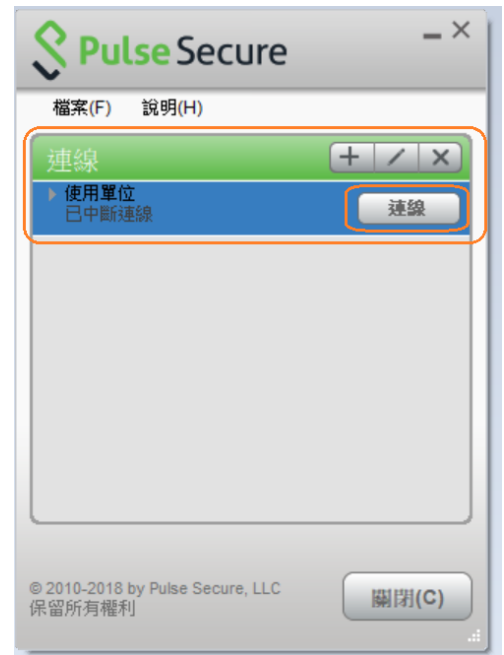 Pulse Secure
檔案(F) 說明(H)
連線
使用單位
已中斷連線
連線
© 2010-2018 by Pulse Secure, LLC
保留所有權利
關閉(C)